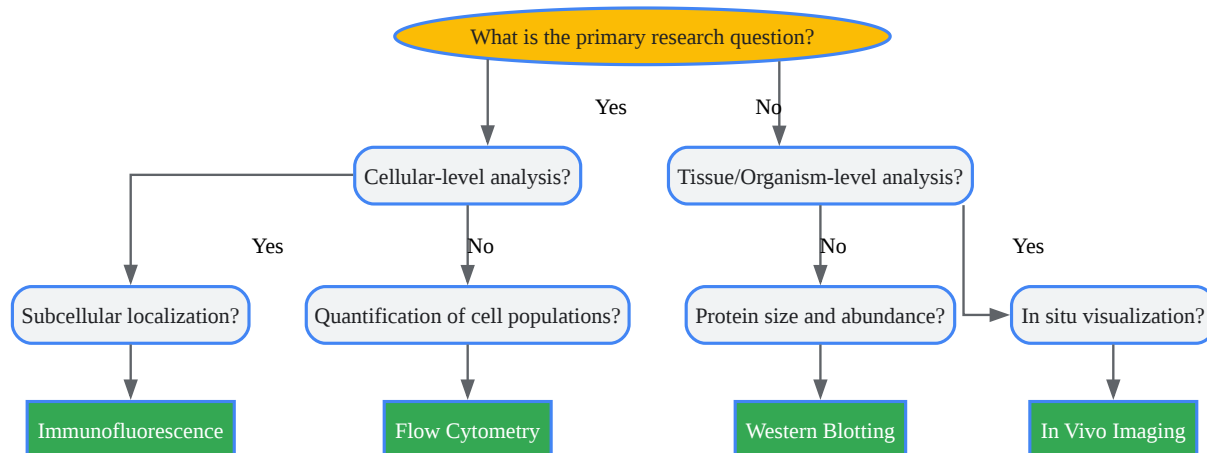 What is the primary research question?
Yes
No
Cellular-level analysis?
Tissue/Organism-level analysis?
Yes
No
No
Yes
Subcellular localization?
Quantification of cell populations?
Protein size and abundance?
In situ visualization?
Immunofluorescence
Flow Cytometry
Western Blotting
In Vivo Imaging